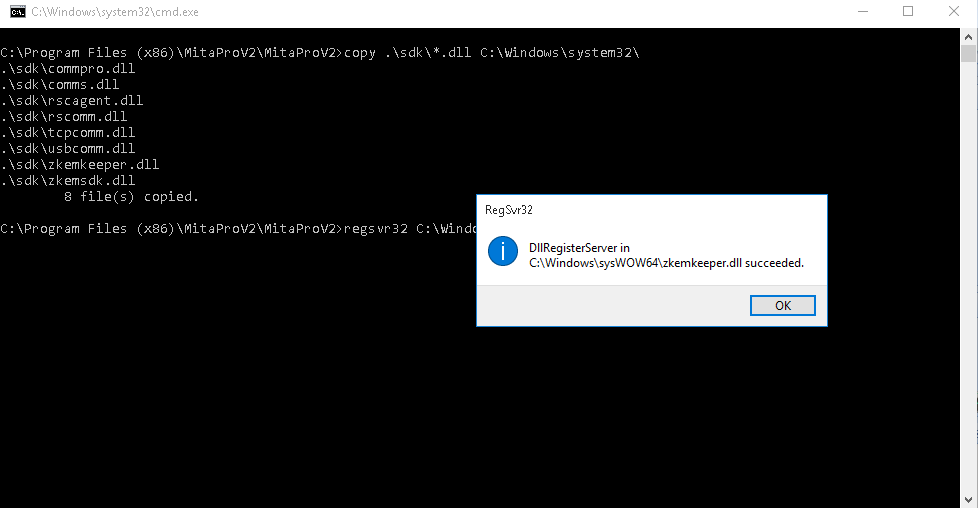 C:\Windows\system32\cmd.exe
C:\Program Files (x86)\MitaProV2\MitaProV2>copy .\sdk\*.dll C:\Windows\system32\
.\sdk\commpro.dll
.\sdk\comms.dll
.\sdk\rscagent.dll
.\sdk\rscomm.dll
.\sdk\tcpcomm.dll
.\sdk\usbcomm.dll
.\sdk\zkemkeeper.dll
.\sdk\zkemsdk.dll
8 file(s) copied.
C:\Program Files (x86)\MitaProV2\MitaProV2>regsvr32 C:\Windo
RegSvr32
DllRegisterServer in
C:\Windows\sysWOW64\zkemkeeper.dll succeeded.
OK